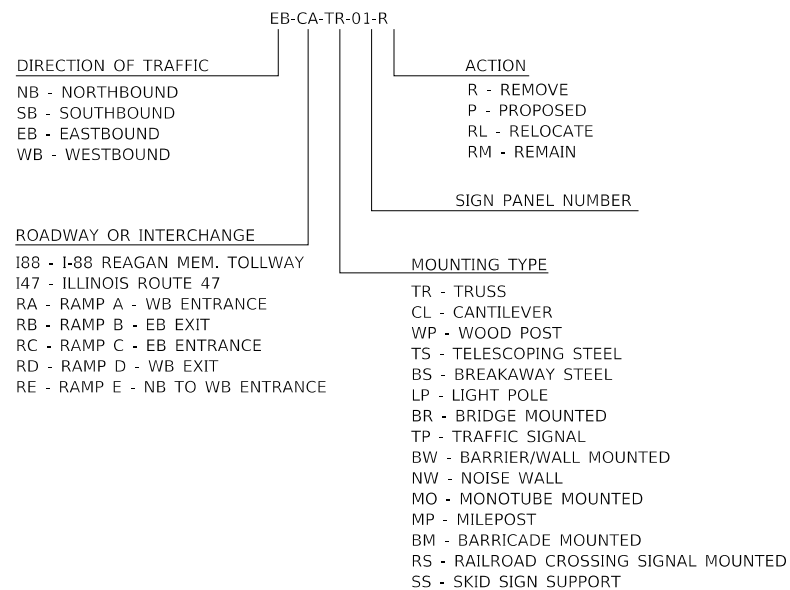 EB-CA-TR-01-R
DIRECTION OF TRAFFIC
NB - NORTHBOUND
SB - SOUTHBOUND
EB - EASTBOUND
WB - WESTBOUND
ACTION
R - REMOVE
P - PROPOSED
RL - RELOCATE
RM - REMAIN
SIGN PANEL NUMBER
ROADWAY OR INTERCHANGE
I88 - I-88 REAGAN MEM. TOLLWAY
I47 - ILLINOIS ROUTE 47
RA - RAMP A - WB ENTRANCE
RB - RAMP B - EB EXIT
RC - RAMP C - EB ENTRANCE
RD - RAMP D - WB EXIT
RE - RAMP E - NB TO WB ENTRANCE
MOUNTING TYPE
TR - TRUSS
CL - CANTILEVER
WP - WOOD POST
TS - TELESCOPING STEEL
BS - BREAKAWAY STEEL
LP - LIGHT POLE
BR - BRIDGE MOUNTED
TP - TRAFFIC SIGNAL
BW - BARRIER/WALL MOUNTED
NW - NOISE WALL
MO - MONOTUBE MOUNTED
MP - MILEPOST
BM - BARRICADE MOUNTED
RS - RAILROAD CROSSING SIGNAL MOUNTED
SS - SKID SIGN SUPPORT